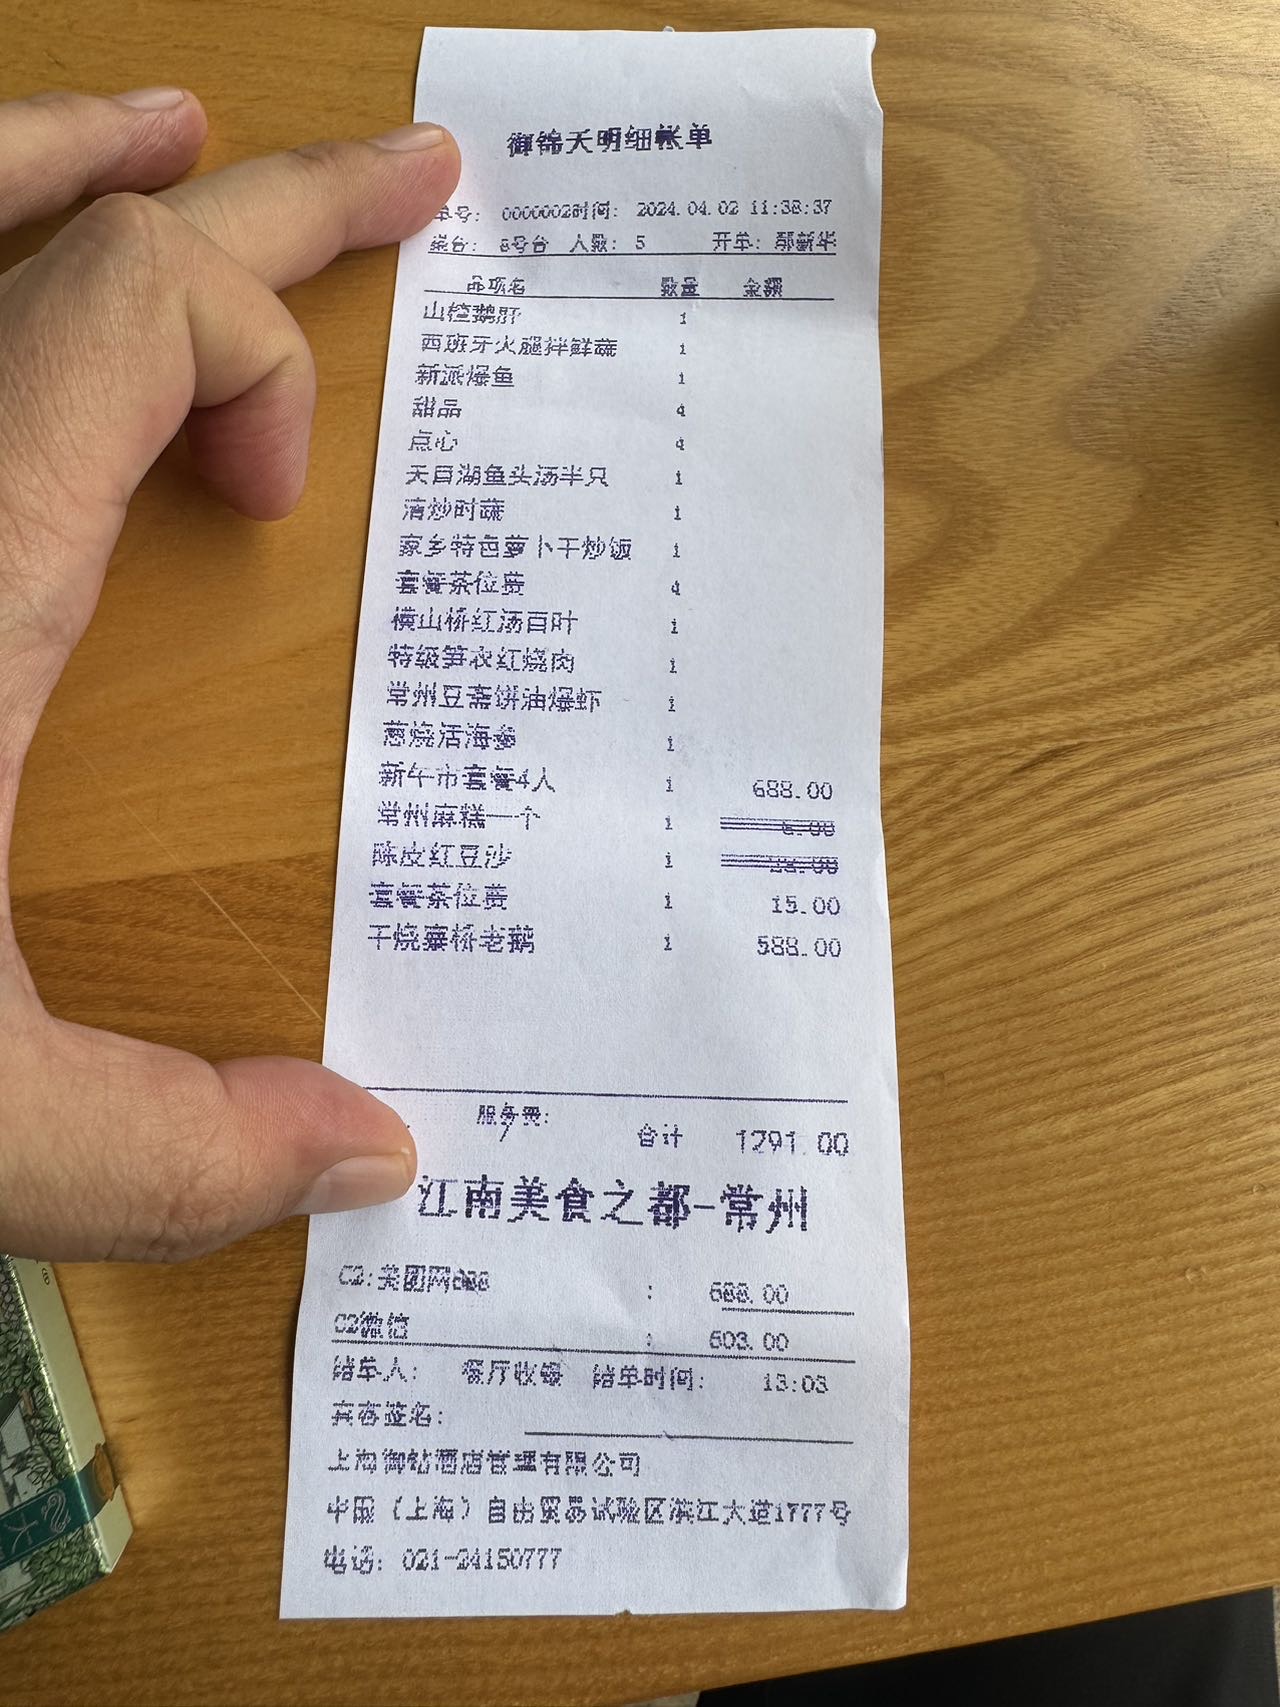 御锦天明细帐单
单号: 0000002时间: 2024.04.02 11:38:37
桌台: 8号台 人数: 5 开单: 邵新华
品项名 数量 金额
山楂鹅肝 1
西班牙火腿拌鲜蔬 1
新派爆鱼 1
甜品 4
点心 4
天目湖鱼头汤半只 1
清炒时蔬 1
家乡特色萝卜干炒饭 1
套餐茶位费 4
横山桥红汤百叶 1
特级笋衣红烧肉 1
常州豆斋饼油爆虾 1
葱烧活海参 1
新午市套餐4人 1 688.00
常州麻糕一个 1 6.00
陈皮红豆沙 1
套餐茶位费 1 15.00
干烧寨桥老鹅 1 588.00
服务费:
合计 1291.00
江南美食之都-常州
C2:美团网688 : 688.00
C2微信 : 603.00
结单人: 餐厅收银 结单时间: 13:03
宾客签名:
上海御钻酒店管理有限公司
中国（上海）自由贸易试验区滨江大道1777号
电话: 021-24150777